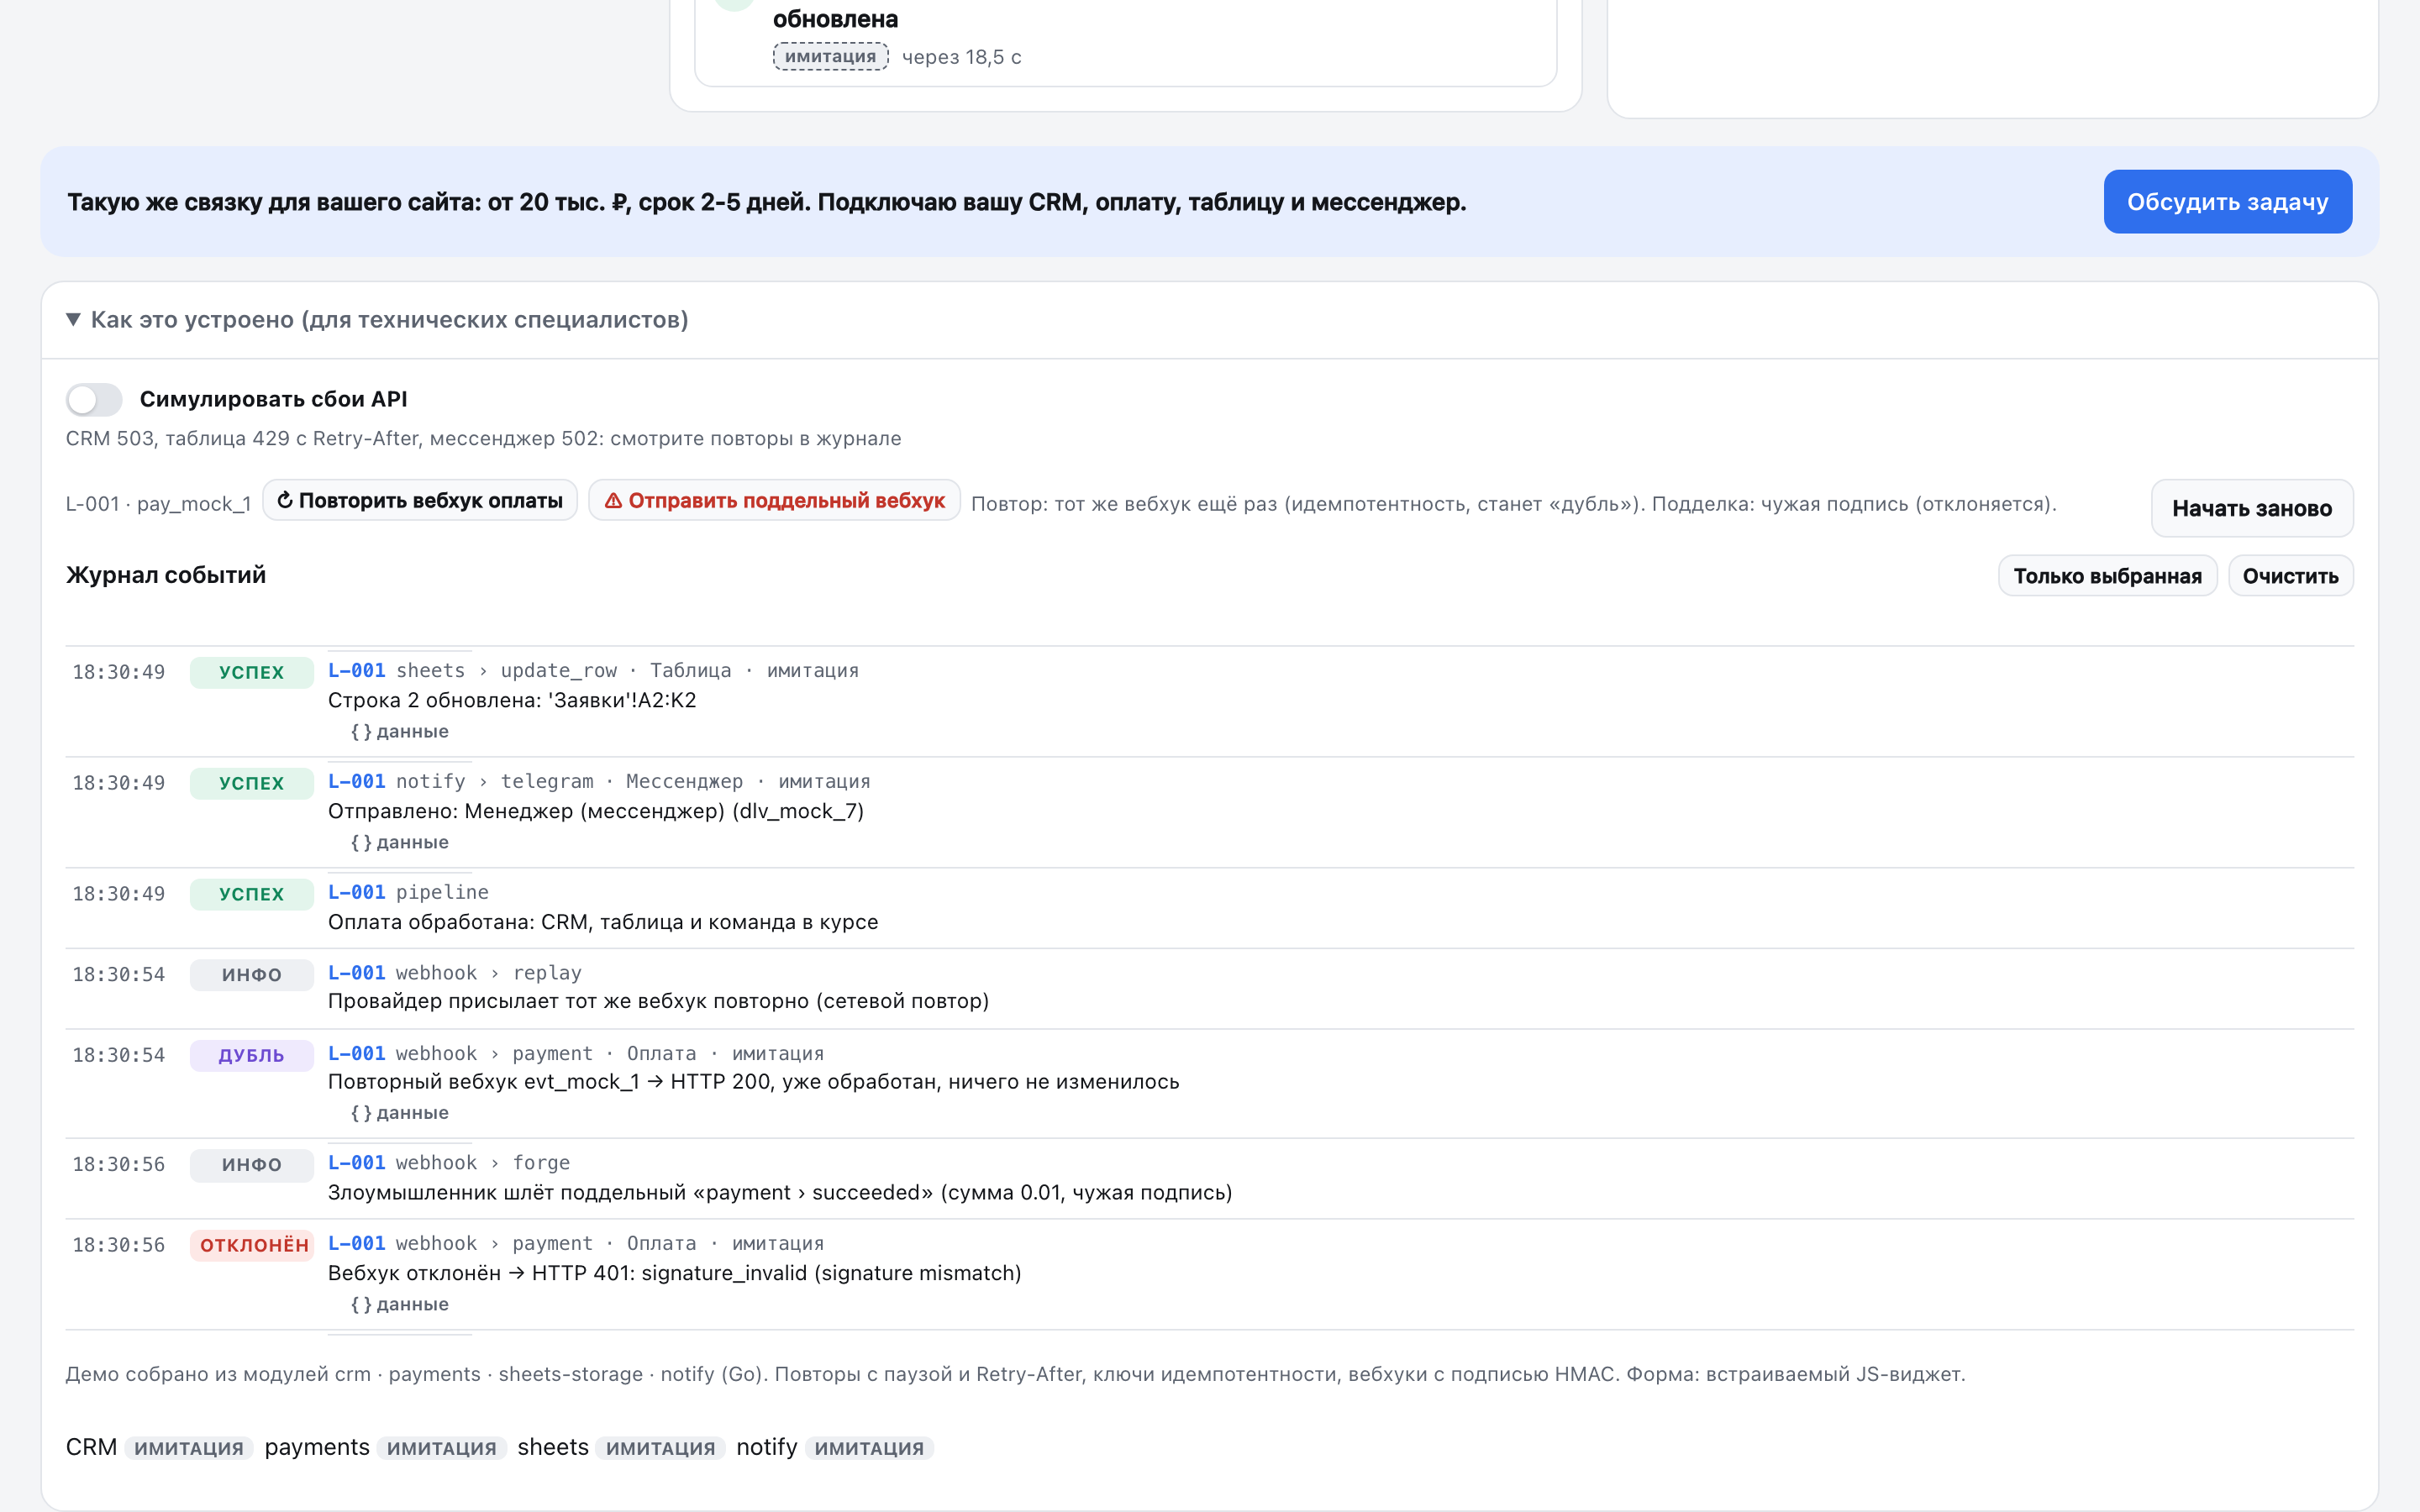 обновлена
имитация через 18,5 с
Такую же связку для вашего сайта: от 20 тыс. ₽, срок 2-5 дней. Подключаю вашу CRM, оплату, таблицу и мессенджер.
Обсудить задачу
▼ Как это устроено (для технических специалистов)
Симулировать сбои API
CRM 503, таблица 429 с Retry-After, мессенджер 502: смотрите повторы в журнале
L-001 · pay_mock_1 ↻ Повторить вебхук оплаты ⚠ Отправить поддельный вебхук Повтор: тот же вебхук ещё раз (идемпотентность, станет «дубль»). Подделка: чужая подпись (отклоняется). Начать заново
Журнал событий Только выбранная Очистить
18:30:49 УСПЕХ L-001 sheets › update_row · Таблица · имитация
Строка 2 обновлена: 'Заявки'!A2:K2
{ } данные
18:30:49 УСПЕХ L-001 notify › telegram · Мессенджер · имитация
Отправлено: Менеджер (мессенджер) (dlv_mock_7)
{ } данные
18:30:49 УСПЕХ L-001 pipeline
Оплата обработана: CRM, таблица и команда в курсе
18:30:54 ИНФО L-001 webhook › replay
Провайдер присылает тот же вебхук повторно (сетевой повтор)
18:30:54 ДУБЛЬ L-001 webhook › payment · Оплата · имитация
Повторный вебхук evt_mock_1 → HTTP 200, уже обработан, ничего не изменилось
{ } данные
18:30:56 ИНФО L-001 webhook › forge
Злоумышленник шлёт поддельный «payment › succeeded» (сумма 0.01, чужая подпись)
18:30:56 ОТКЛОНЁН L-001 webhook › payment · Оплата · имитация
Вебхук отклонён → HTTP 401: signature_invalid (signature mismatch)
{ } данные
Демо собрано из модулей crm · payments · sheets-storage · notify (Go). Повторы с паузой и Retry-After, ключи идемпотентности, вебхуки с подписью HMAC. Форма: встраиваемый JS-виджет.
CRM ИМИТАЦИЯ payments ИМИТАЦИЯ sheets ИМИТАЦИЯ notify ИМИТАЦИЯ